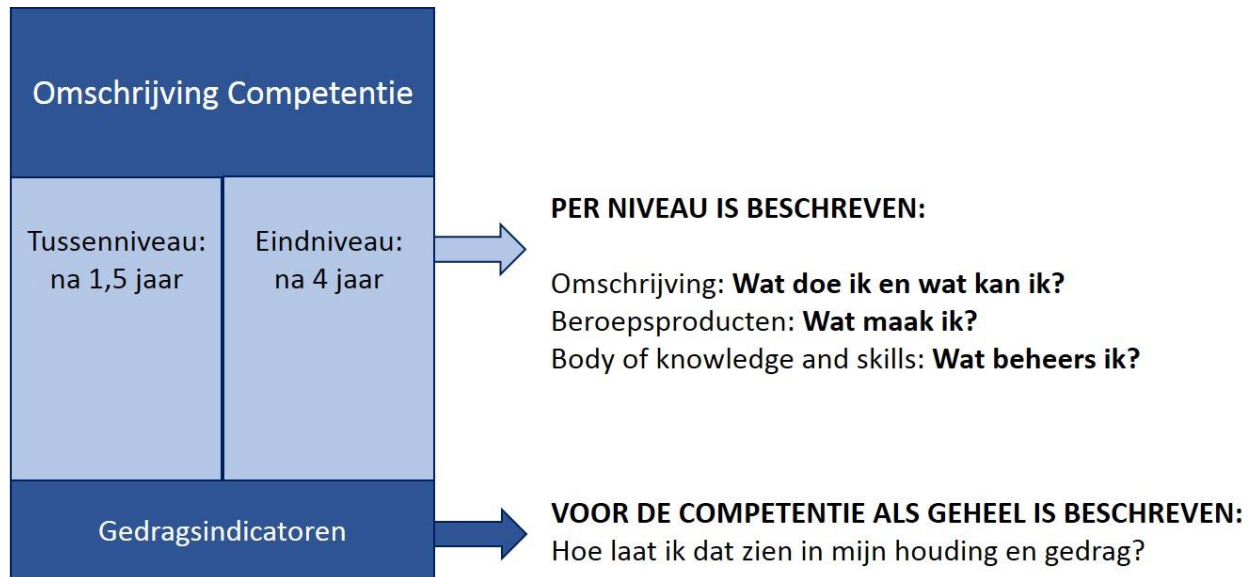 Omschrijving Competentie
Tussenniveau:
na 1,5 jaar
Eindniveau:
na 4 jaar
PER NIVEAU IS BESCHREVEN:
Omschrijving: Wat doe ik en wat kan ik?
Beroepsproducten: Wat maak ik?
Body of knowledge and skills: Wat beheers ik?
Gedragsindicatoren
VOOR DE COMPETENTIE ALS GEHEEL IS BESCHREVEN:
Hoe laat ik dat zien in mijn houding en gedrag?